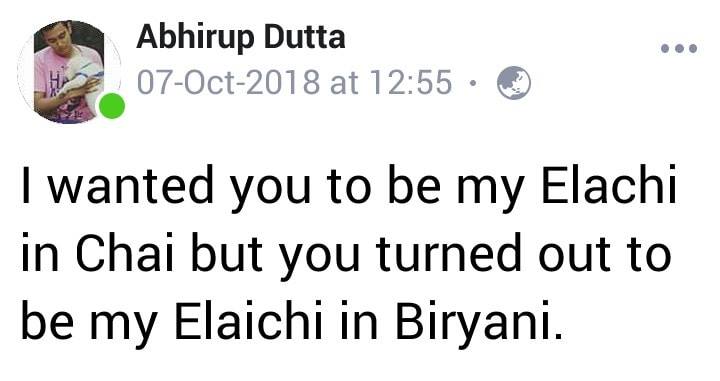 Abhirup Dutta
07-Oct-2018 at 12:55 ·
I wanted you to be my Elachi
in Chai but you turned out to
be my Elaichi in Biryani.